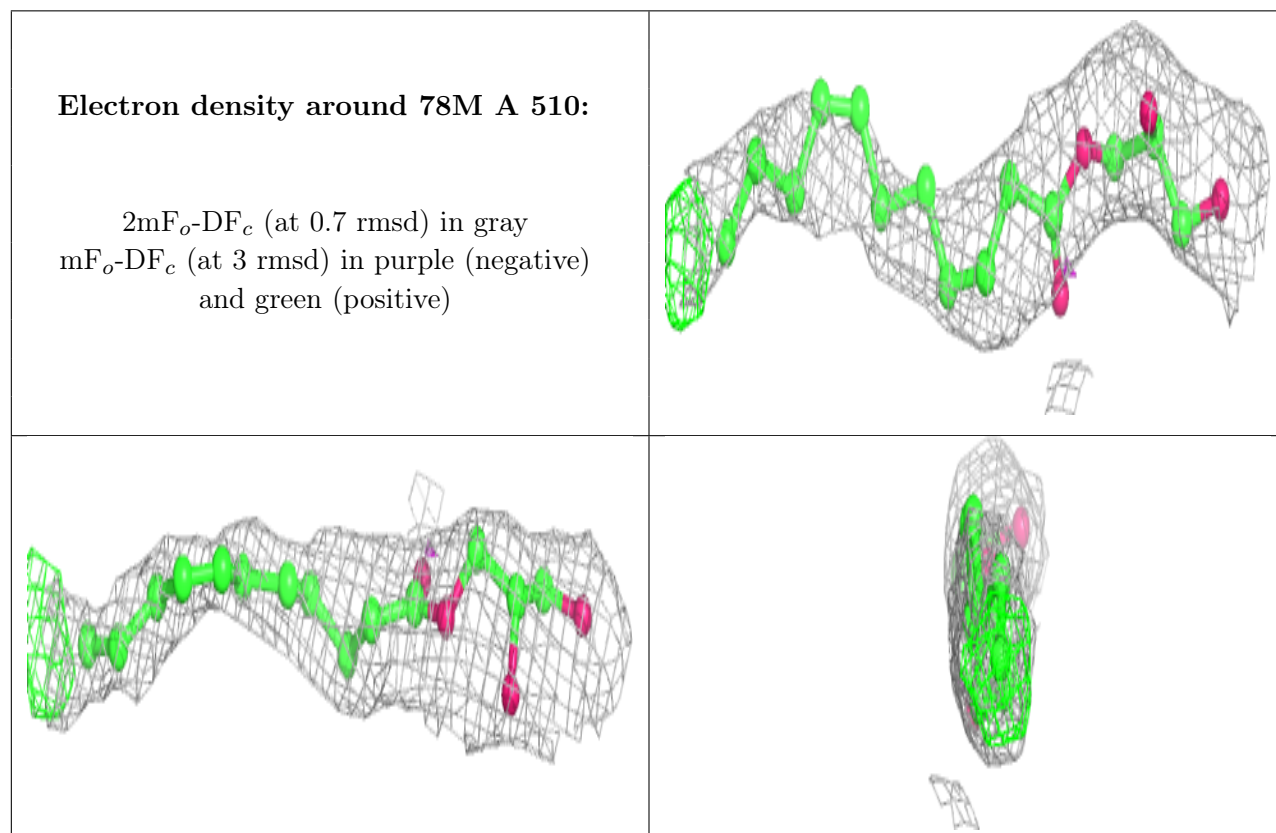 Electron density around 78M A 510:
2mFo-DFc (at 0.7 rmsd) in gray
mFo-DFc (at 3 rmsd) in purple (negative)
and green (positive)